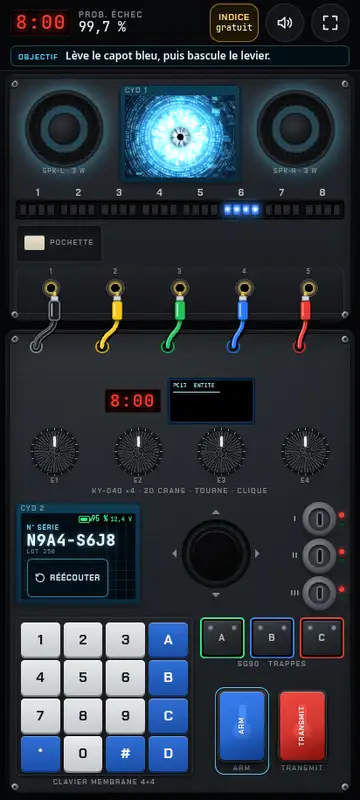 8:00
PROB. ÉCHEC
99,7 %
INDICE
gratuit
OBJECTIF Lève le capot bleu, puis bascule le levier.
CYD 1
SPK-L · 3 W
SPK-R · 3 W
1 2 3 4 5 6 7 8
POCHETTE
1 2 3 4 5
8:00
PC17 ENTITE
E1 E2 E3 E4
KY-040 ×4 · 20 CRANS · TOURNE · CLIQUE
CYD 2
95 % 12,4 V
N° SÉRIE
N9A4-S6J8
LOT 250
RÉÉCOUTER
I
II
III
A B C
SG90 · TRAPPES
1 2 3 A
4 5 6 B
7 8 9 C
* 0 # D
CLAVIER MEMBRANE 4×4
ARM
TRANSMIT
ARM
TRANSMIT